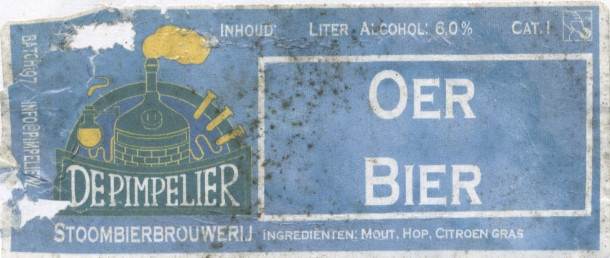 INHOUD: LITER ALCOHOL: 6,0% CAT. I
OER
BIER
DE PIMPELIER
STOOMBIERBROUWERIJ INGREDIENTEN: MOUT, HOP, CITROEN GRAS